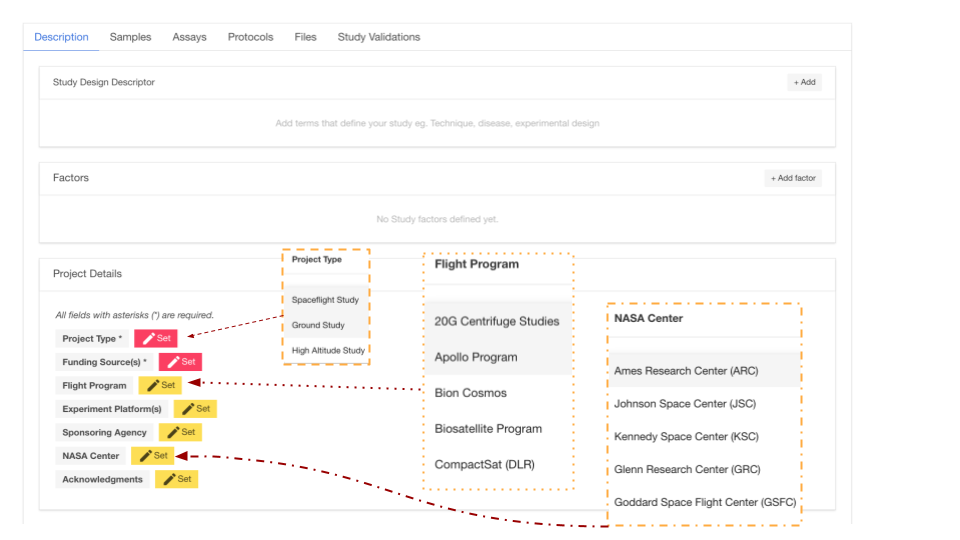 Description Samples Assays Protocols Files Study Validations
Study Design Descriptor
+ Add
Add terms that define your study eg. Technique, disease, experimental design
Factors
+ Add factor
No Study factors defined yet.
Project Details
All fields with asterisks (*) are required.
Project Type * Set
Funding Source(s) * Set
Flight Program Set
Experiment Platform(s) Set
Sponsoring Agency Set
NASA Center Set
Acknowledgments Set
Project Type
Spaceflight Study
Ground Study
High Altitude Study
Flight Program
20G Centrifuge Studies
Apollo Program
Bion Cosmos
Biosatellite Program
CompactSat (DLR)
NASA Center
Ames Research Center (ARC)
Johnson Space Center (JSC)
Kennedy Space Center (KSC)
Glenn Research Center (GRC)
Goddard Space Flight Center (GSFC)